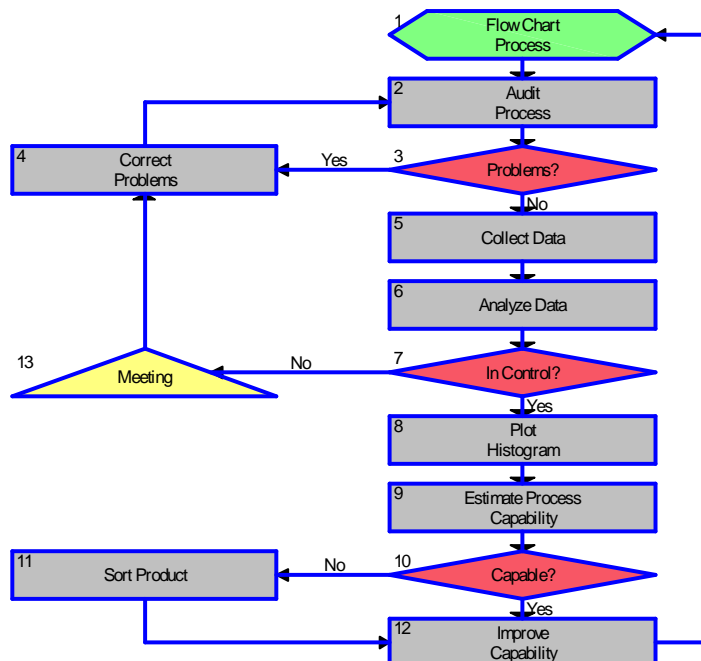 1
Flow Chart
Process
2
Audit
Process
4
Correct
Problems
Yes
3
Problems?
No
5
Collect Data
6
Analyze Data
13
Meeting
No
7
In Control?
Yes
8
Plot
Histogram
9
Estimate Process
Capability
11
Sort Product
No
10
Capable?
Yes
12
Improve
Capability